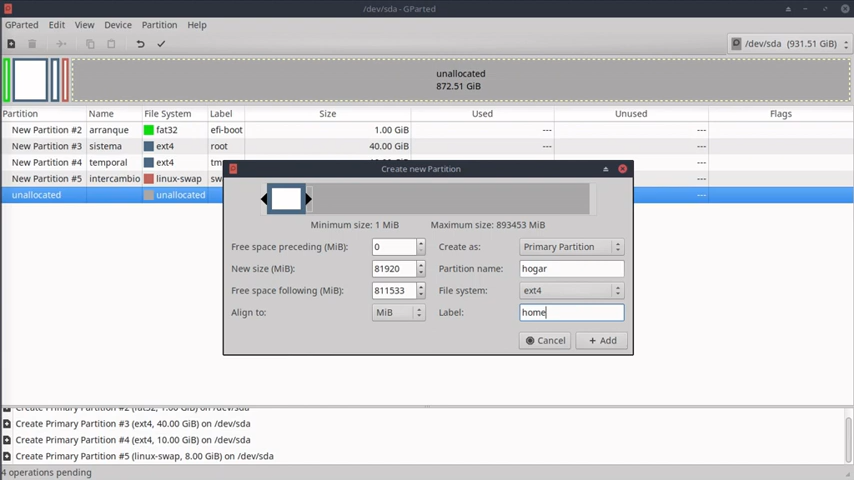 /dev/sda - GParted
GParted Edit View Device Partition Help
/dev/sda (931.51 GiB)
unallocated
872.51 GiB
Partition Name File System Label Size Used Unused Flags
New Partition #2 arranque fat32 efi-boot 1.00 GiB --- ---
New Partition #3 sistema ext4 root 40.00 GiB --- ---
New Partition #4 temporal ext4 ---
New Partition #5 intercambio linux-swap ---
unallocated unallocated ---
Create new Partition
Minimum size: 1 MiB Maximum size: 893453 MiB
Free space preceding (MiB): 0 Create as: Primary Partition
New size (MiB): 81920 Partition name: hogar
Free space following (MiB): 811533 File system: ext4
Align to: MiB Label: home
Cancel Add
Create Primary Partition #2 (fat32, 1.00 GiB) on /dev/sda
Create Primary Partition #3 (ext4, 40.00 GiB) on /dev/sda
Create Primary Partition #4 (ext4, 10.00 GiB) on /dev/sda
Create Primary Partition #5 (linux-swap, 8.00 GiB) on /dev/sda
4 operations pending